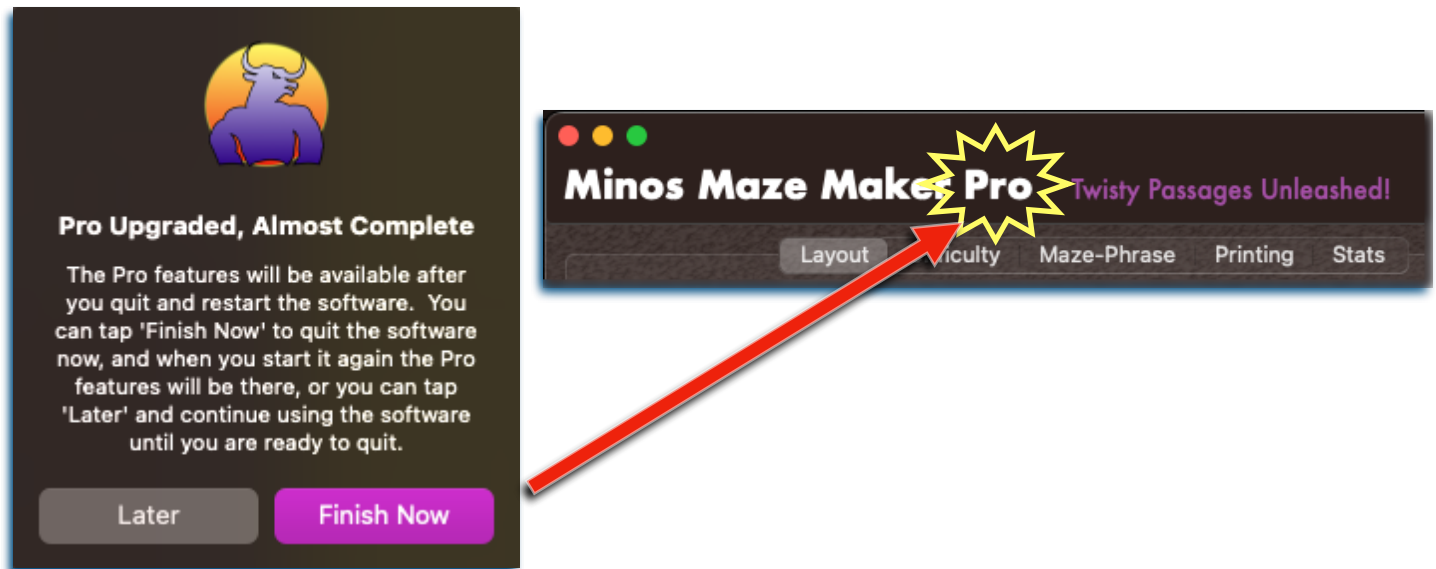 Pro Upgraded, Almost Complete
The Pro features will be available after
you quit and restart the software.  You
can tap 'Finish Now' to quit the software
now, and when you start it again the Pro
features will be there, or you can tap
'Later' and continue using the software
until you are ready to quit.
Later
Finish Now
Minos Maze Maker Pro
Twisty Passages Unleashed!
Layout
Maze-Phrase
Printing
Stats